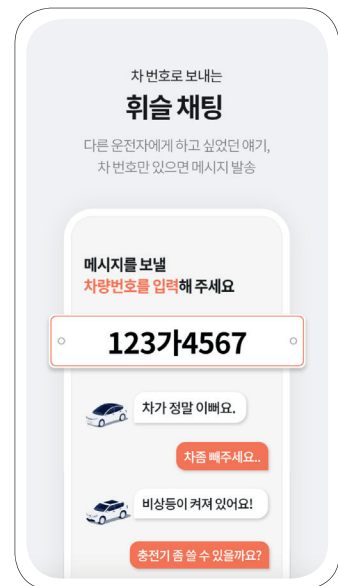 차 번호로 보내는
휘슬 채팅
다른 운전자에게 하고 싶었던 얘기,
차 번호만 있으면 메시지 발송
메시지를 보낼
차량번호를 입력해 주세요
123가4567
차가 정말 이뻐요.
차좀 빼주세요..
비상등이 켜져 있어요!
충전기 좀 쓸 수 있을까요?